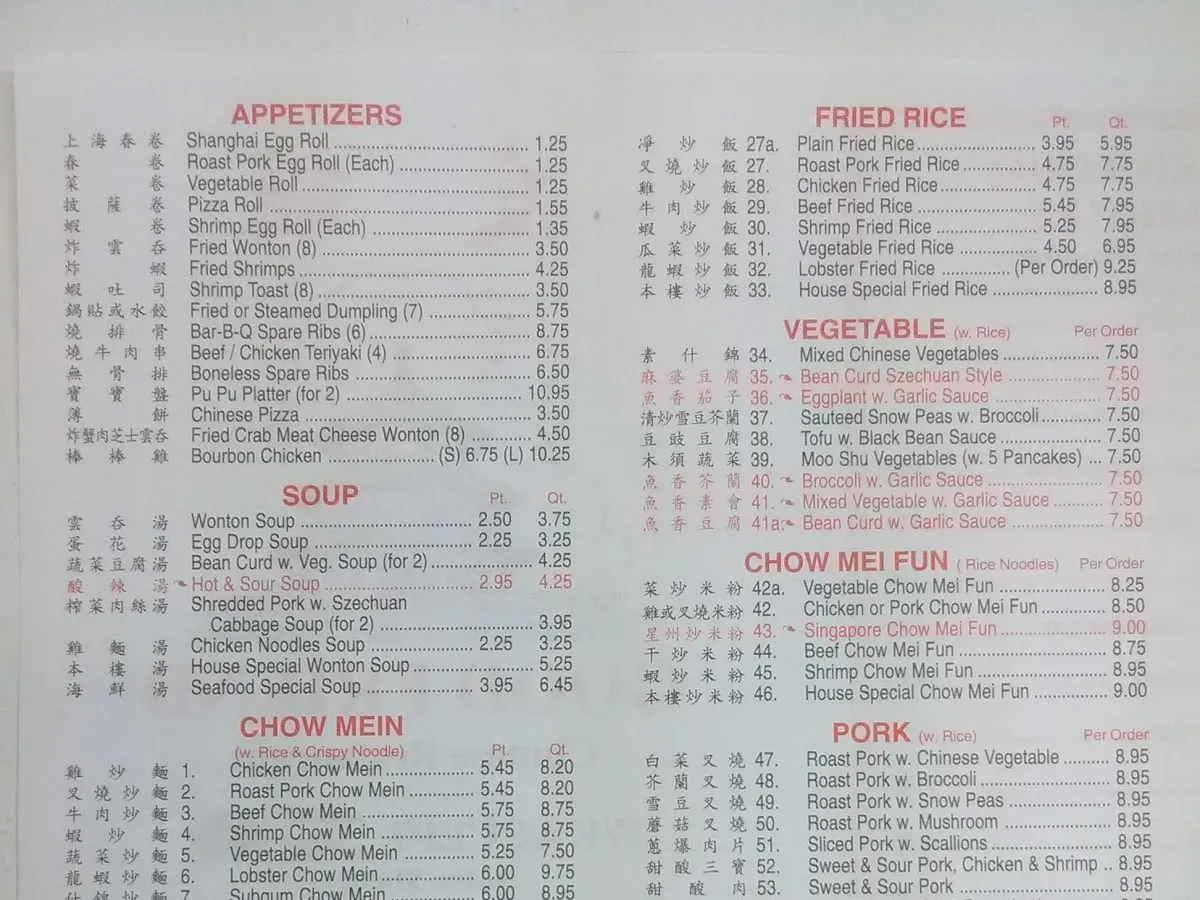 APPETIZERS
上海春卷 Shanghai Egg Roll 1.25
春卷 Roast Pork Egg Roll (Each) 1.25
菜卷 Vegetable Roll 1.25
披薩卷 Pizza Roll 1.55
蝦卷 Shrimp Egg Roll (Each) 1.35
炸雲吞 Fried Wonton (8) 3.50
炸蝦 Fried Shrimps 4.25
蝦吐司 Shrimp Toast (8) 3.50
鍋貼或水餃 Fried or Steamed Dumpling (7) 5.75
燒排骨 Bar-B-Q Spare Ribs (6) 8.75
燒牛肉串 Beef / Chicken Teriyaki (4) 6.75
無骨排 Boneless Spare Ribs 6.50
寶寶盤 Pu Pu Platter (for 2) 10.95
薄餅 Chinese Pizza 3.50
炸蟹肉芝士雲吞 Fried Crab Meat Cheese Wonton (8) 4.50
棒棒雞 Bourbon Chicken (S) 6.75 (L) 10.25
SOUP Pt. Qt.
雲吞湯 Wonton Soup 2.50 3.75
蛋花湯 Egg Drop Soup 2.25 3.25
蔬菜豆腐湯 Bean Curd w. Veg. Soup (for 2) 4.25
酸辣湯 Hot & Sour Soup 2.95 4.25
榨菜肉絲湯 Shredded Pork w. Szechuan
Cabbage Soup (for 2) 3.95
雞麵湯 Chicken Noodles Soup 2.25 3.25
本樓湯 House Special Wonton Soup 5.25
海鮮湯 Seafood Special Soup 3.95 6.45
CHOW MEIN
(w. Rice & Crispy Noodle) Pt. Qt.
雞炒麵 1. Chicken Chow Mein 5.45 8.20
叉燒炒麵 2. Roast Pork Chow Mein 5.45 8.20
牛肉炒麵 3. Beef Chow Mein 5.75 8.75
蝦炒麵 4. Shrimp Chow Mein 5.75 8.75
蔬菜炒麵 5. Vegetable Chow Mein 5.25 7.50
龍蝦炒麵 6. Lobster Chow Mein 6.00 9.75
什錦炒麵 7. Subgum Chow Mein 6.00 8.95
FRIED RICE Pt. Qt.
凈炒飯 27a. Plain Fried Rice 3.95 5.95
叉燒炒飯 27. Roast Pork Fried Rice 4.75 7.75
雞炒飯 28. Chicken Fried Rice 4.75 7.75
牛肉炒飯 29. Beef Fried Rice 5.45 7.95
蝦炒飯 30. Shrimp Fried Rice 5.25 7.95
瓜菜炒飯 31. Vegetable Fried Rice 4.50 6.95
龍蝦炒飯 32. Lobster Fried Rice (Per Order) 9.25
本樓炒飯 33. House Special Fried Rice 8.95
VEGETABLE (w. Rice) Per Order
素什錦 34. Mixed Chinese Vegetables 7.50
麻婆豆腐 35. Bean Curd Szechuan Style 7.50
魚香茄子 36. Eggplant w. Garlic Sauce 7.50
清炒雪豆芥蘭 37. Sauteed Snow Peas w. Broccoli 7.50
豆豉豆腐 38. Tofu w. Black Bean Sauce 7.50
木須蔬菜 39. Moo Shu Vegetables (w. 5 Pancakes) 7.50
魚香芥蘭 40. Broccoli w. Garlic Sauce 7.50
魚香素會 41. Mixed Vegetable w. Garlic Sauce 7.50
魚香豆腐 41a. Bean Curd w. Garlic Sauce 7.50
CHOW MEI FUN ( Rice Noodles) Per Order
菜炒米粉 42a. Vegetable Chow Mei Fun 8.25
雞或叉燒米粉 42. Chicken or Pork Chow Mei Fun 8.50
星州炒米粉 43. Singapore Chow Mei Fun 9.00
干炒米粉 44. Beef Chow Mei Fun 8.75
蝦炒米粉 45. Shrimp Chow Mei Fun 8.95
本樓炒米粉 46. House Special Chow Mei Fun 9.00
PORK (w. Rice) Per Order
白菜叉燒 47. Roast Pork w. Chinese Vegetable 8.95
芥蘭叉燒 48. Roast Pork w. Broccoli 8.95
雪豆叉燒 49. Roast Pork w. Snow Peas 8.95
蘑菇叉燒 50. Roast Pork w. Mushroom 8.95
蔥爆肉片 51. Sliced Pork w. Scallions 8.95
甜酸三寶 52. Sweet & Sour Pork, Chicken & Shrimp 8.95
甜酸肉 53. Sweet & Sour Pork 8.95